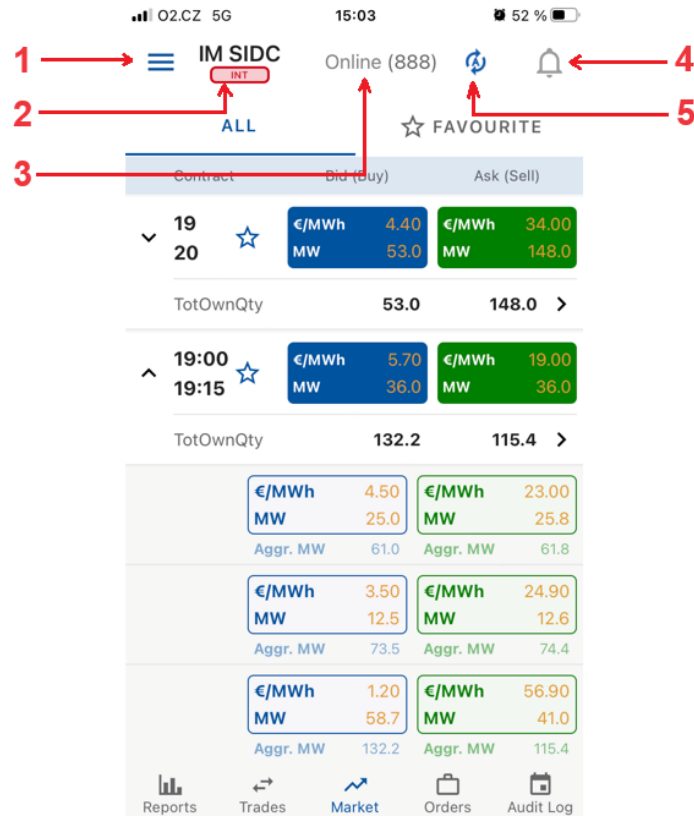 O2.CZ 5G 15:03 52 %
1 IM SIDC Online (888) 4
INT
2 5
ALL FAVOURITE
3 Contract Bid (Buy) Ask (Sell)
19 €/MWh 4.40 €/MWh 34.00
20 MW 53.0 MW 148.0
TotOwnQty 53.0 148.0
19:00 €/MWh 5.70 €/MWh 19.00
19:15 MW 36.0 MW 36.0
TotOwnQty 132.2 115.4
€/MWh 4.50 €/MWh 23.00
MW 25.0 MW 25.8
Aggr. MW 61.0 Aggr. MW 61.8
€/MWh 3.50 €/MWh 24.90
MW 12.5 MW 12.6
Aggr. MW 73.5 Aggr. MW 74.4
€/MWh 1.20 €/MWh 56.90
MW 58.7 MW 41.0
Aggr. MW 132.2 Aggr. MW 115.4
Reports Trades Market Orders Audit Log